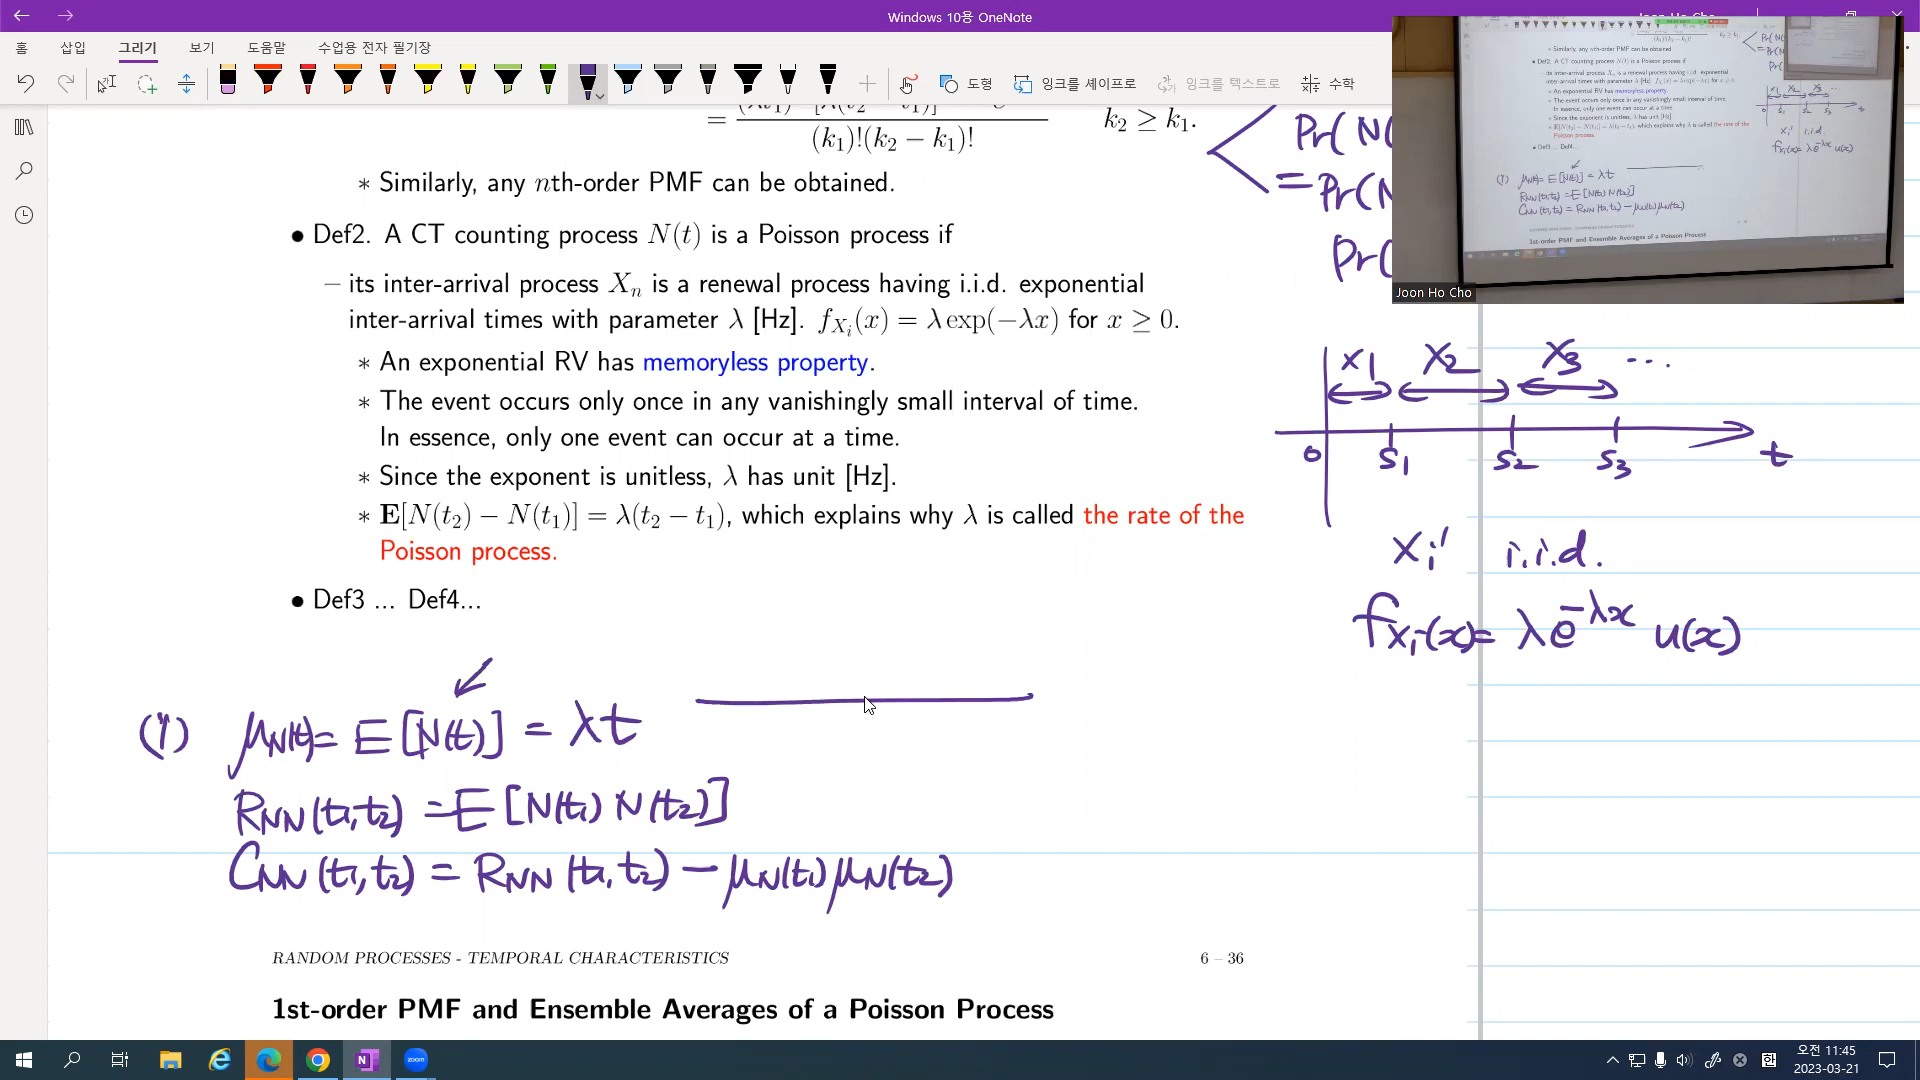 Windows 10용 OneNote
홈 삽입 그리기 보기 도움말 수업용 전자 필기장
도형 잉크를 셰이프로 잉크를 텍스트로 수학
(k₁)!(k₂ − k₁)! k₂ ≥ k₁.
∗ Similarly, any nth-order PMF can be obtained.
● Def2. A CT counting process N(t) is a Poisson process if
– its inter-arrival process Xₙ is a renewal process having i.i.d. exponential
inter-arrival times with parameter λ [Hz]. f_{X_i}(x) = λ exp(−λx) for x ≥ 0.
∗ An exponential RV has memoryless property.
∗ The event occurs only once in any vanishingly small interval of time.
In essence, only one event can occur at a time.
∗ Since the exponent is unitless, λ has unit [Hz].
∗ E[N(t₂) − N(t₁)] = λ(t₂ − t₁), which explains why λ is called the rate of the
Poisson process.
● Def3 ... Def4...
(1) μN(t)= E[N(t)] = λt
RNN(t1,t2) = E[N(t1) N(t2)]
CNN(t1,t2) = RNN(t1,t2) − μN(t1)μN(t2)
RANDOM PROCESSES - TEMPORAL CHARACTERISTICS 6 – 36
1st-order PMF and Ensemble Averages of a Poisson Process
Pr(N
= Pr(N
Pr(
Joon Ho Cho
X1 X2 X3 ...
0 S1 S2 S3 t
Xi' i.i.d.
fXi(x)= λe^{−λx} u(x)
오전 11:45
2023-03-21